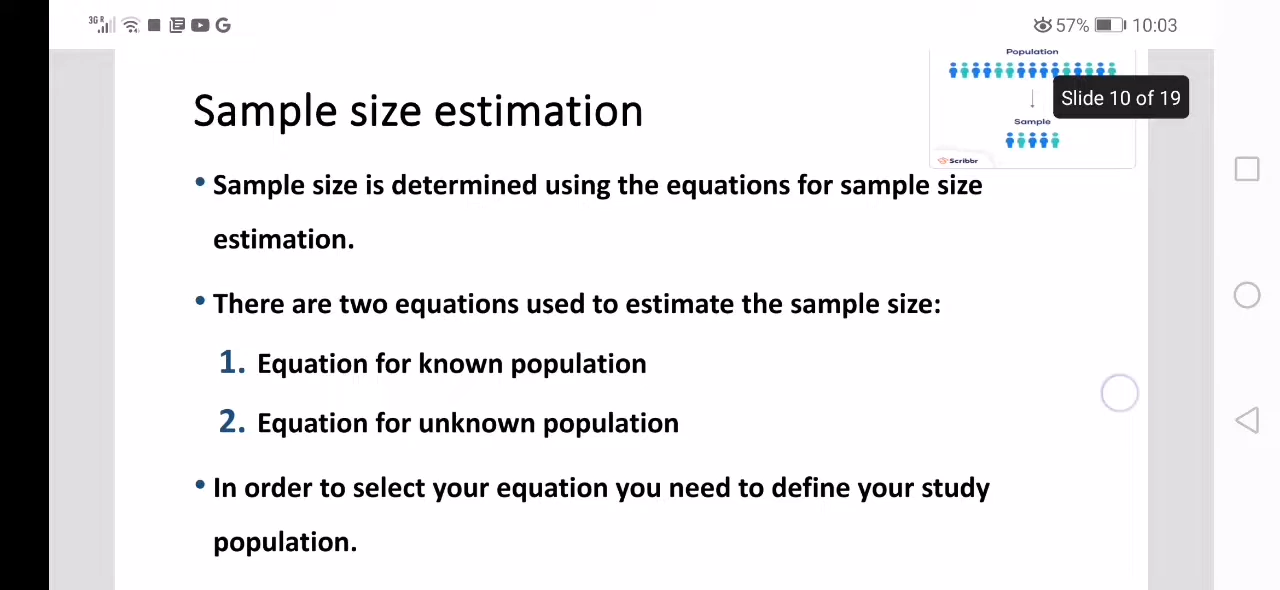 3G R
57% 10:03
Population
Slide 10 of 19
Sample
Scribbr
Sample size estimation
• Sample size is determined using the equations for sample size
estimation.
• There are two equations used to estimate the sample size:
1. Equation for known population
2. Equation for unknown population
• In order to select your equation you need to define your study
population.